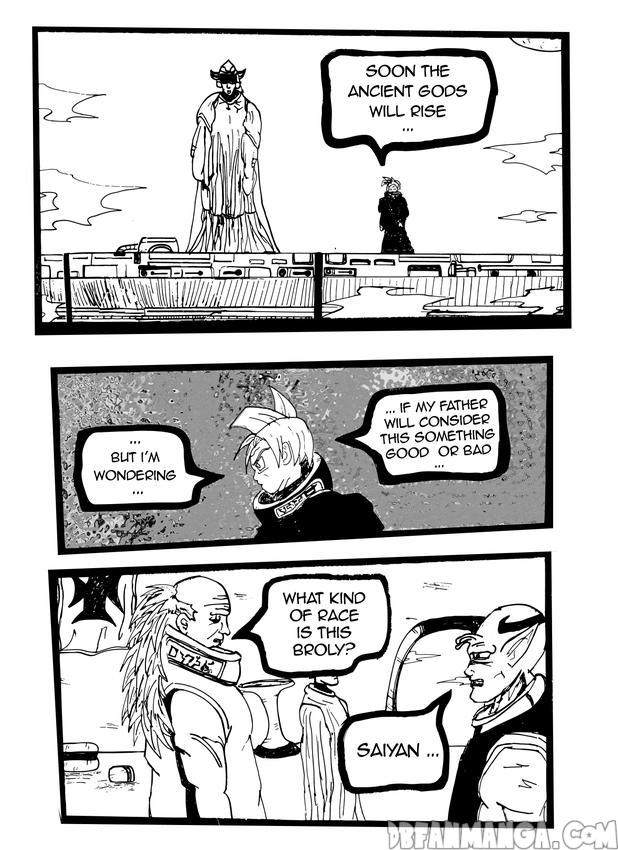 SOON THE
ANCIENT GODS
WILL RISE
...
...
BUT I'M
WONDERING
...
... IF MY FATHER
WILL CONSIDER
THIS SOMETHING
GOOD OR BAD
...
WHAT KIND
OF RACE
IS THIS
BROLY?
SAIYAN ...
DBFANMANGA.COM